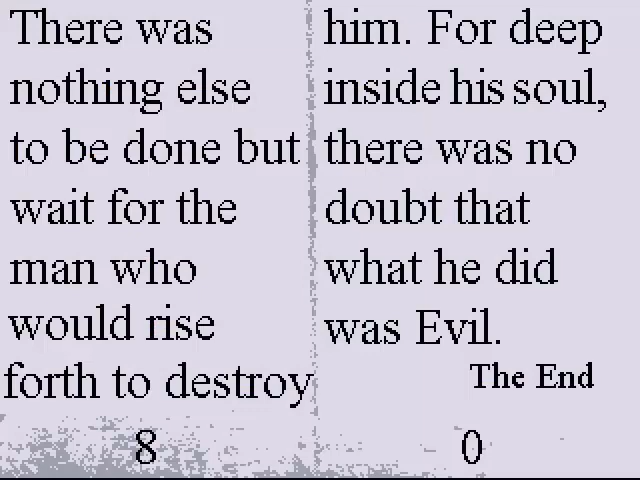 There was
nothing else
to be done but
wait for the
man who
would rise
forth to destroy
8
him. For deep
inside his soul,
there was no
doubt that
what he did
was Evil.
The End
0